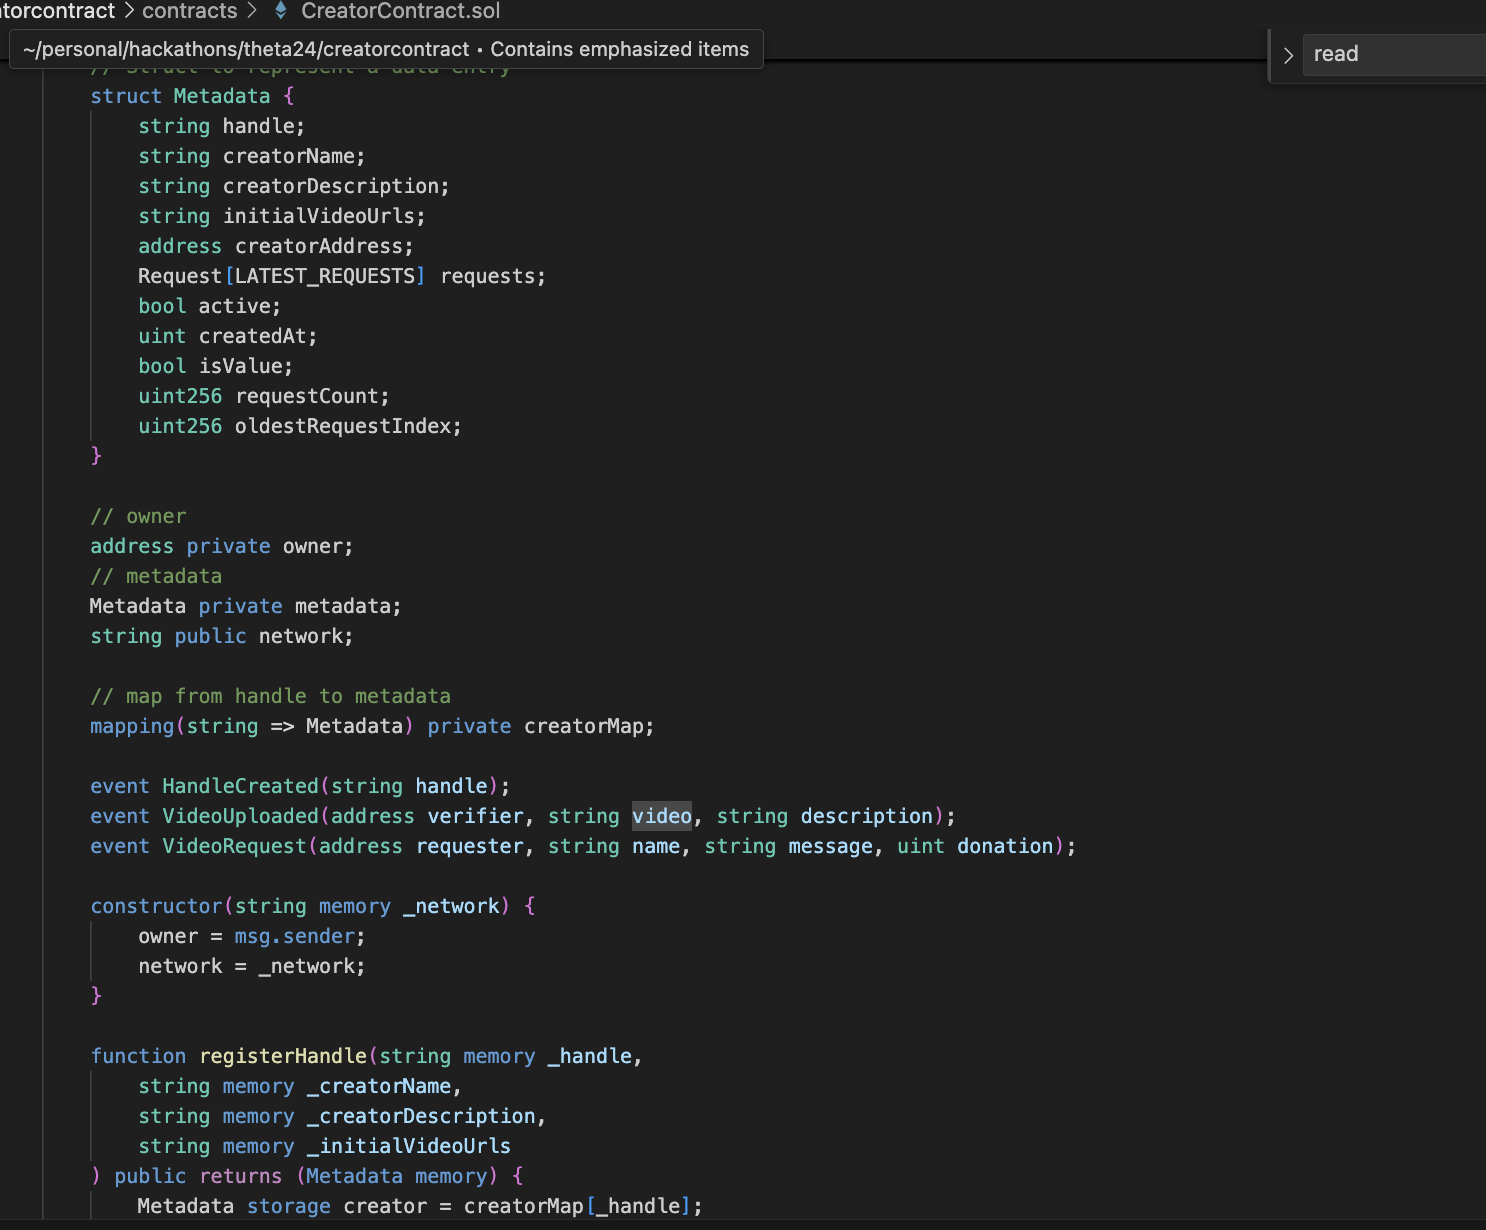 atorcontract > contracts > CreatorContract.sol
~/personal/hackathons/theta24/creatorcontract • Contains emphasized items
> read
// Struct to represent a data entry
struct Metadata {
string handle;
string creatorName;
string creatorDescription;
string initialVideoUrls;
address creatorAddress;
Request[LATEST_REQUESTS] requests;
bool active;
uint createdAt;
bool isValue;
uint256 requestCount;
uint256 oldestRequestIndex;
}
// owner
address private owner;
// metadata
Metadata private metadata;
string public network;
// map from handle to metadata
mapping(string => Metadata) private creatorMap;
event HandleCreated(string handle);
event VideoUploaded(address verifier, string video, string description);
event VideoRequest(address requester, string name, string message, uint donation);
constructor(string memory _network) {
owner = msg.sender;
network = _network;
}
function registerHandle(string memory _handle,
string memory _creatorName,
string memory _creatorDescription,
string memory _initialVideoUrls
) public returns (Metadata memory) {
Metadata storage creator = creatorMap[_handle];